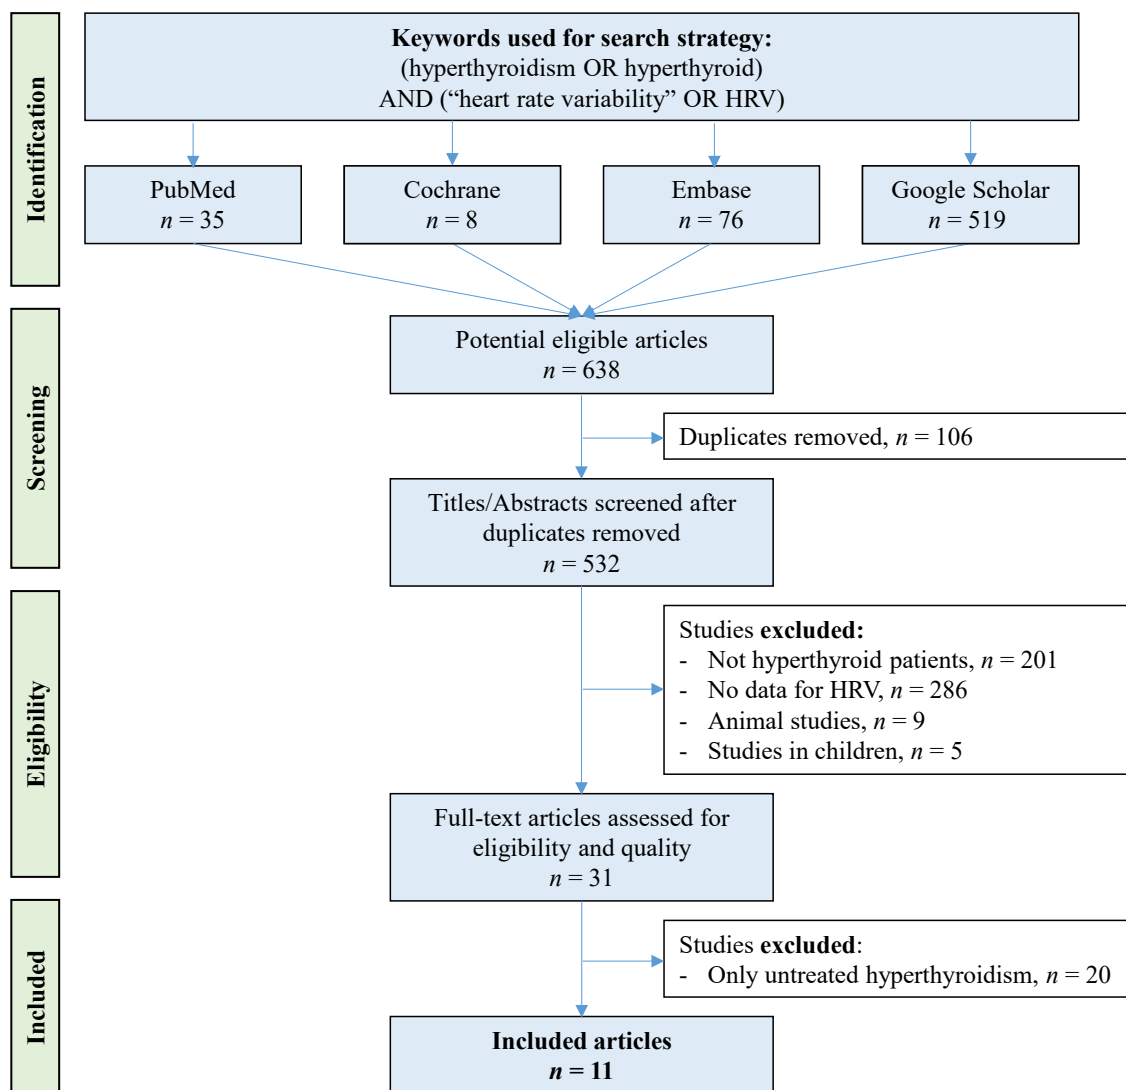 Identification
Keywords used for search strategy:
(hyperthyroidism OR hyperthyroid)
AND (“heart rate variability” OR HRV)
PubMed
n = 35
Cochrane
n = 8
Embase
n = 76
Google Scholar
n = 519
Screening
Potential eligible articles
n = 638
Duplicates removed, n = 106
Titles/Abstracts screened after
duplicates removed
n = 532
Eligibility
Studies excluded:
- Not hyperthyroid patients, n = 201
- No data for HRV, n = 286
- Animal studies, n = 9
- Studies in children, n = 5
Full-text articles assessed for
eligibility and quality
n = 31
Included
Studies excluded:
- Only untreated hyperthyroidism, n = 20
Included articles
n = 11